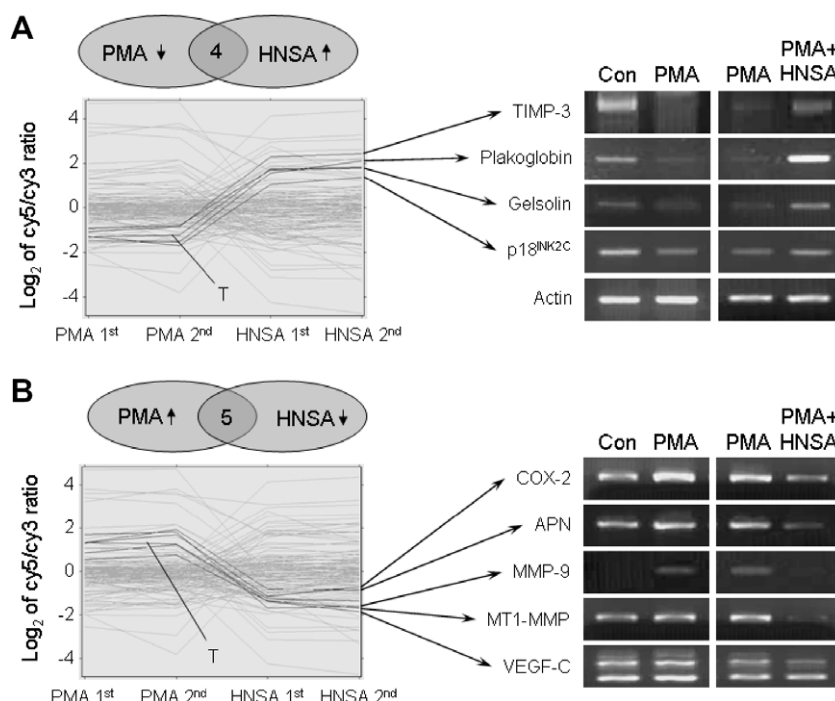 A
PMA ↓ 4 HNSA ↑
Log₂ of cy5/cy3 ratio
4
2
0
-2
-4
T
PMA 1st PMA 2nd HNSA 1st HNSA 2nd
Con PMA PMA PMA+ HNSA
TIMP-3
Plakoglobin
Gelsolin
p18INK2C
Actin
B
PMA ↑ 5 HNSA ↓
Log₂ of cy5/cy3 ratio
4
2
0
-2
-4
T
PMA 1st PMA 2nd HNSA 1st HNSA 2nd
Con PMA PMA PMA+ HNSA
COX-2
APN
MMP-9
MT1-MMP
VEGF-C